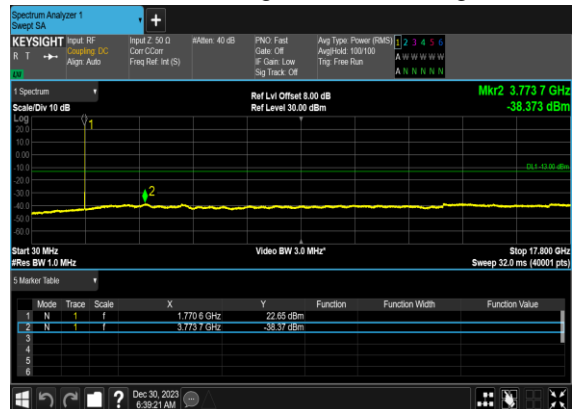 Spectrum Analyzer 1
Swept SA
+
KEYSIGHT Input: RF Input Z: 50 Ω #Atten: 40 dB PNO: Fast Avg Type: Power (RMS) 1 2 3 4 5 6
R T Coupling: DC Corr CCorr Gate: Off Avg|Hold: 100/100 A W W W W W
Align: Auto Freq Ref: Int (S) IF Gain: Low Trig: Free Run
LW Sig Track: Off A N N N N N
1 Spectrum Ref Lvl Offset 8.00 dB Mkr2 3.773 7 GHz
Scale/Div 10 dB Ref Level 30.00 dBm -38.373 dBm
Log
1
20.0
10.0
0.00
-10.0
DL1 -13.00 dBm
-20.0
-30.0
2
-40.0
-50.0
-60.0
Start 30 MHz Video BW 3.0 MHz* Stop 17.800 GHz
#Res BW 1.0 MHz Sweep 32.0 ms (40001 pts)
5 Marker Table
Mode Trace Scale X Y Function Function Width Function Value
1 N 1 f 1.770 6 GHz 22.65 dBm
2 N 1 f 3.773 7 GHz -38.37 dBm
3
4
5
6
? Dec 30, 2023
6:39:21 AM